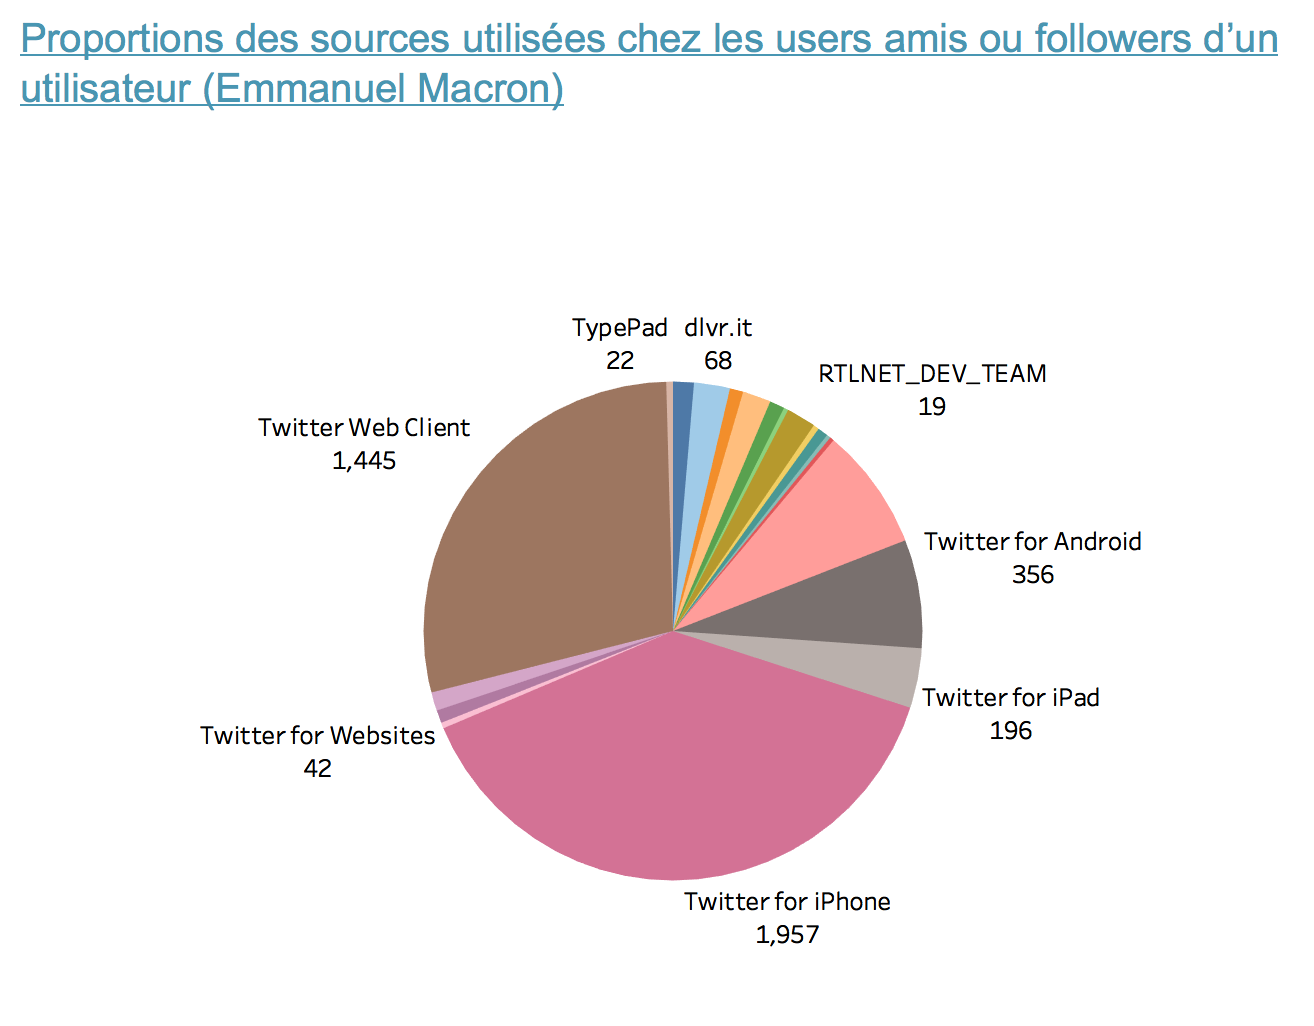 Proportions des sources utilisées chez les users amis ou followers d’un
utilisateur (Emmanuel Macron)
TypePad
22
dlvr.it
68
RTLNET_DEV_TEAM
19
Twitter Web Client
1,445
Twitter for Android
356
Twitter for iPad
196
Twitter for Websites
42
Twitter for iPhone
1,957